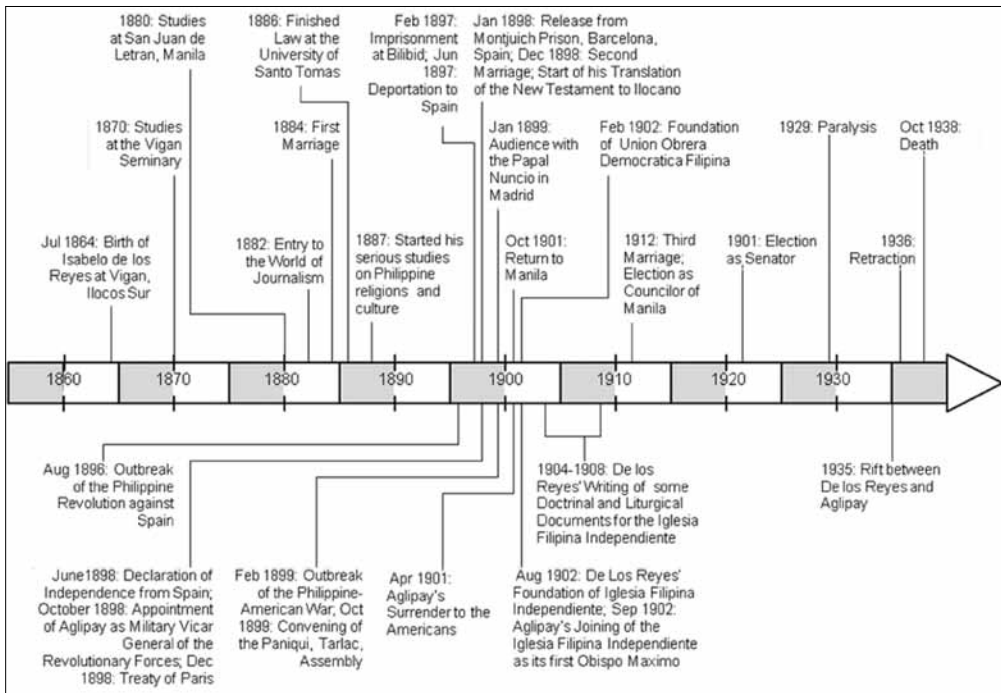 1880: Studies
at San Juan de
Letran, Manila
1886: Finished
Law at the
University of
Santo Tomas
Feb 1897:
Imprisonment
at Bilibid; Jun
1897:
Deportation to
Spain
Jan 1898: Release from
Montjuich Prison, Barcelona,
Spain; Dec 1898: Second
Marriage; Start of his Translation
of the New Testament to Ilocano
1870: Studies
at the Vigan
Seminary
1884: First
Marriage
Jan 1899:
Audience with
the Papal
Nuncio in
Madrid
Feb 1902: Foundation
of Union Obrera
Democratica Filipina
1929: Paralysis
Oct 1938:
Death
Jul 1864: Birth of
Isabelo de los
Reyes at Vigan,
Ilocos Sur
1882: Entry to
the World of
Journalism
1887: Started his
serious studies
on Philippine
religions and
culture
Oct 1901:
Return to
Manila
1912: Third
Marriage;
Election as
Councilor of
Manila
1901: Election
as Senator
1936:
Retraction
1860 1870 1880 1890 1900 1910 1920 1930
Aug 1896: Outbreak
of the Philippine
Revolution against
Spain
1904-1908: De los
Reyes' Writing of some
Doctrinal and Liturgical
Documents for the Iglesia
Filipina Independiente
1935: Rift between
De los Reyes and
Aglipay
June1898: Declaration of
Independence from Spain;
October 1898: Appointment
of Aglipay as Military Vicar
General of the
Revolutionary Forces; Dec
1898: Treaty of Paris
Feb 1899: Outbreak
of the Philippine-
American War; Oct
1899: Convening of
the Paniqui, Tarlac,
Assembly
Apr 1901:
Aglipay's
Surrender to the
Americans
Aug 1902: De Los Reyes'
Foundation of Iglesia Filipina
Independiente; Sep 1902:
Aglipay's Joining of the
Iglesia Filipina Independiente
as its first Obispo Maximo